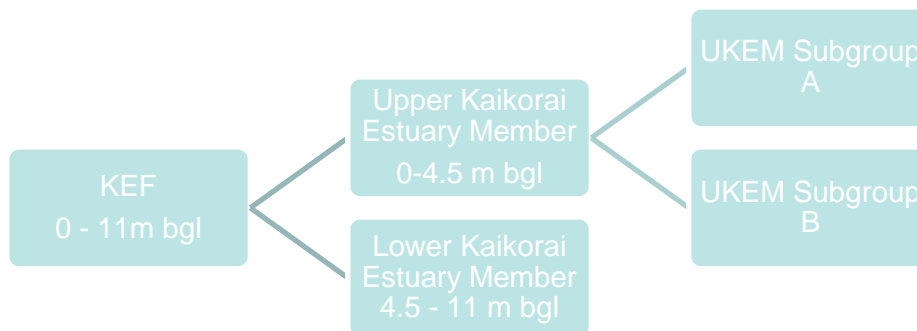 KEF
0 - 11m bgl
Upper Kaikorai
Estuary Member
0-4.5 m bgl
Lower Kaikorai
Estuary Member
4.5 - 11 m bgl
UKEM Subgroup
A
UKEM Subgroup
B